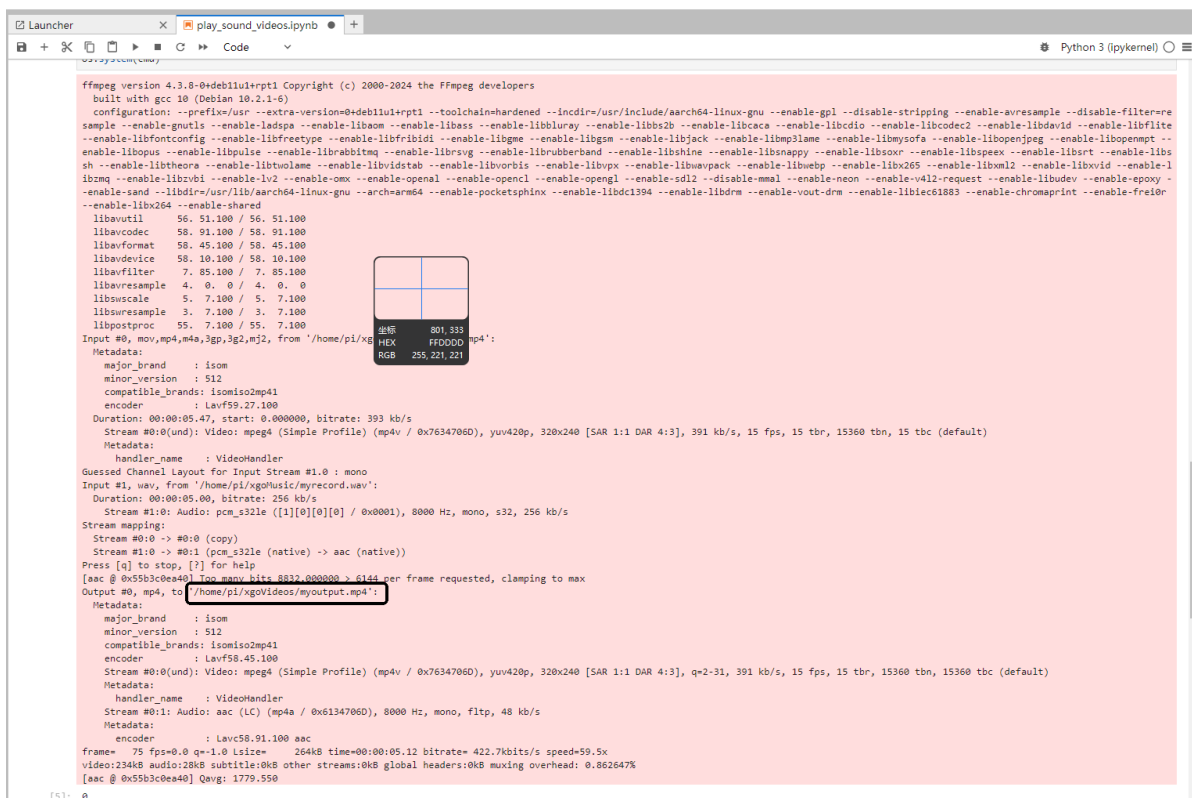 Launcher
play_sound_videos.ipynb
Code
Python 3 (ipykernel)
os.system(cmd)
ffmpeg version 4.3.8-0+deb11u1+rpt1 Copyright (c) 2000-2024 the FFmpeg developers
built with gcc 10 (Debian 10.2.1-6)
configuration: --prefix=/usr --extra-version=0+deb11u1+rpt1 --toolchain=hardened --incdir=/usr/include/aarch64-linux-gnu --enable-gpl --disable-stripping --enable-avresample --disable-filter=re
sample --enable-gnutls --enable-ladspa --enable-libaom --enable-libass --enable-libbluray --enable-libbs2b --enable-libcaca --enable-libcdio --enable-libcodec2 --enable-libdav1d --enable-libflite
--enable-libfontconfig --enable-libfreetype --enable-libfribidi --enable-libgme --enable-libgsm --enable-libjack --enable-libmp3lame --enable-libmysofa --enable-libopenjpeg --enable-libopenmpt --
enable-libopus --enable-libpulse --enable-librabbitmq --enable-librsvg --enable-librubberband --enable-libshine --enable-libsnappy --enable-libsoxr --enable-libspeex --enable-libsrt --enable-libs
sh --enable-libtheora --enable-libtwolame --enable-libvidstab --enable-libvorbis --enable-libvpx --enable-libwavpack --enable-libwebp --enable-libx265 --enable-libxml2 --enable-libxvid --enable-l
ibzmq --enable-libzvbi --enable-lv2 --enable-omx --enable-openal --enable-opencl --enable-opengl --enable-sdl2 --disable-mmal --enable-neon --enable-v4l2-request --enable-libudev --enable-epoxy -
-enable-sand --libdir=/usr/lib/aarch64-linux-gnu --arch=arm64 --enable-pocketsphinx --enable-libdc1394 --enable-libdrm --enable-vout-drm --enable-libiec61883 --enable-chromaprint --enable-frei0r
--enable-libx264 --enable-shared
libavutil 56. 51.100 / 56. 51.100
libavcodec 58. 91.100 / 58. 91.100
libavformat 58. 45.100 / 58. 45.100
libavdevice 58. 10.100 / 58. 10.100
libavfilter 7. 85.100 / 7. 85.100
libavresample 4. 0. 0 / 4. 0. 0
libswscale 5. 7.100 / 5. 7.100
libswresample 3. 7.100 / 3. 7.100
libpostproc 55. 7.100 / 55. 7.100
坐标 801, 333
HEX FFDDDD
RGB 255, 221, 221
Input #0, mov,mp4,m4a,3gp,3g2,mj2, from '/home/pi/xg mp4':
Metadata:
major_brand : isom
minor_version : 512
compatible_brands: isomiso2mp41
encoder : Lavf59.27.100
Duration: 00:00:05.47, start: 0.000000, bitrate: 393 kb/s
Stream #0:0(und): Video: mpeg4 (Simple Profile) (mp4v / 0x7634706D), yuv420p, 320x240 [SAR 1:1 DAR 4:3], 391 kb/s, 15 fps, 15 tbr, 15360 tbn, 15 tbc (default)
Metadata:
handler_name : VideoHandler
Guessed Channel Layout for Input Stream #1.0 : mono
Input #1, wav, from '/home/pi/xgoMusic/myrecord.wav':
Duration: 00:00:05.00, bitrate: 256 kb/s
Stream #1:0: Audio: pcm_s32le ([1][0][0][0] / 0x0001), 8000 Hz, mono, s32, 256 kb/s
Stream mapping:
Stream #0:0 -> #0:0 (copy)
Stream #1:0 -> #0:1 (pcm_s32le (native) -> aac (native))
Press [q] to stop, [?] for help
[aac @ 0x55b3c0ea40] Too many bits 8832.000000 > 6144 per frame requested, clamping to max
Output #0, mp4, to '/home/pi/xgoVideos/myoutput.mp4':
Metadata:
major_brand : isom
minor_version : 512
compatible_brands: isomiso2mp41
encoder : Lavf58.45.100
Stream #0:0(und): Video: mpeg4 (Simple Profile) (mp4v / 0x7634706D), yuv420p, 320x240 [SAR 1:1 DAR 4:3], q=2-31, 391 kb/s, 15 fps, 15 tbr, 15360 tbn, 15360 tbc (default)
Metadata:
handler_name : VideoHandler
Stream #0:1: Audio: aac (LC) (mp4a / 0x6134706D), 8000 Hz, mono, fltp, 48 kb/s
Metadata:
encoder : Lavc58.91.100 aac
frame= 75 fps=0.0 q=-1.0 Lsize= 264kB time=00:00:05.12 bitrate= 422.7kbits/s speed=59.5x
video:234kB audio:28kB subtitle:0kB other streams:0kB global headers:0kB muxing overhead: 0.862647%
[aac @ 0x55b3c0ea40] Qavg: 1779.550
[5]: 0